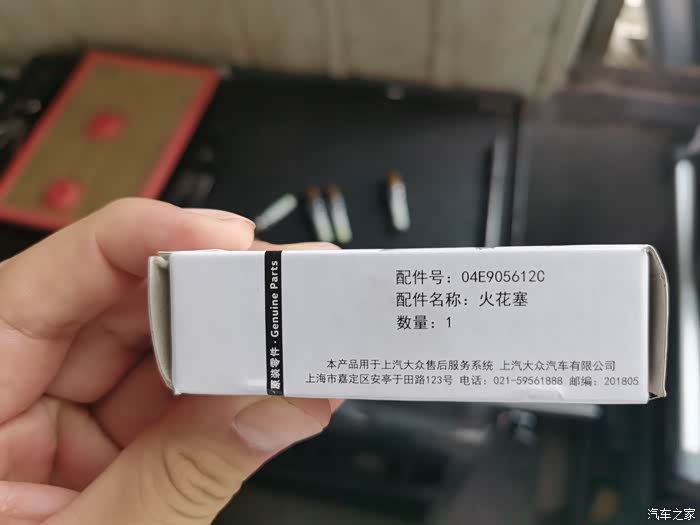 配件号：04E905612C
配件名称：火花塞
数量：1
原装零件·Genuine Parts
本产品用于上汽大众售后服务系统 上汽大众汽车有限公司
上海市嘉定区安亭于田路123号 电话：021-59561888 邮编：201805
汽车之家